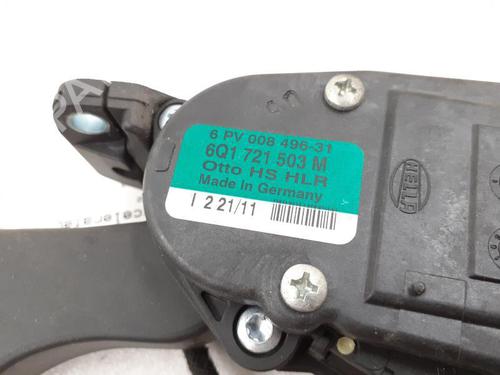 6 PV 008 496-31
6Q1 721 503 M
Otto HS HLR
Made in Germany
I 2 21/11
HELLA